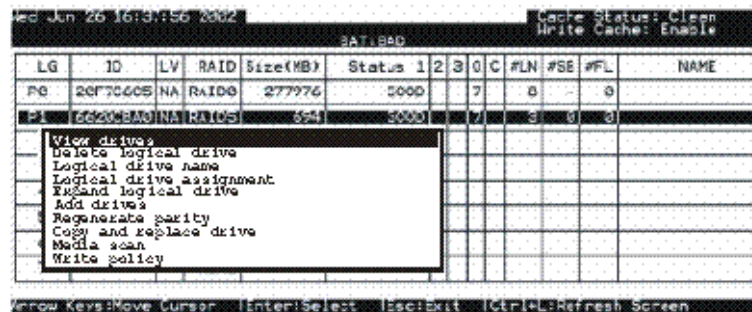 Wed Jun 26 16:37:56 2002 Cache Status: Clean
BAT:BAD Write Cache: Enable
LG ID LV RAID Size(MB) Status 1 2 3 O C #LN #SB #FL NAME
P0 NA RAID0 277976 GOOD 7 8 - 0
P1 6620CBA0 NA RAID5 694 GOOD 7 3 0 0
View drives
Delete logical drive
Logical drive name
Logical drive assignment
Expand logical drive
Add drives
Regenerate parity
Copy and replace drive
Media scan
Write policy
Arrow Keys:Move Cursor |Enter:Select |Esc:Exit |Ctrl+L:Refresh Screen